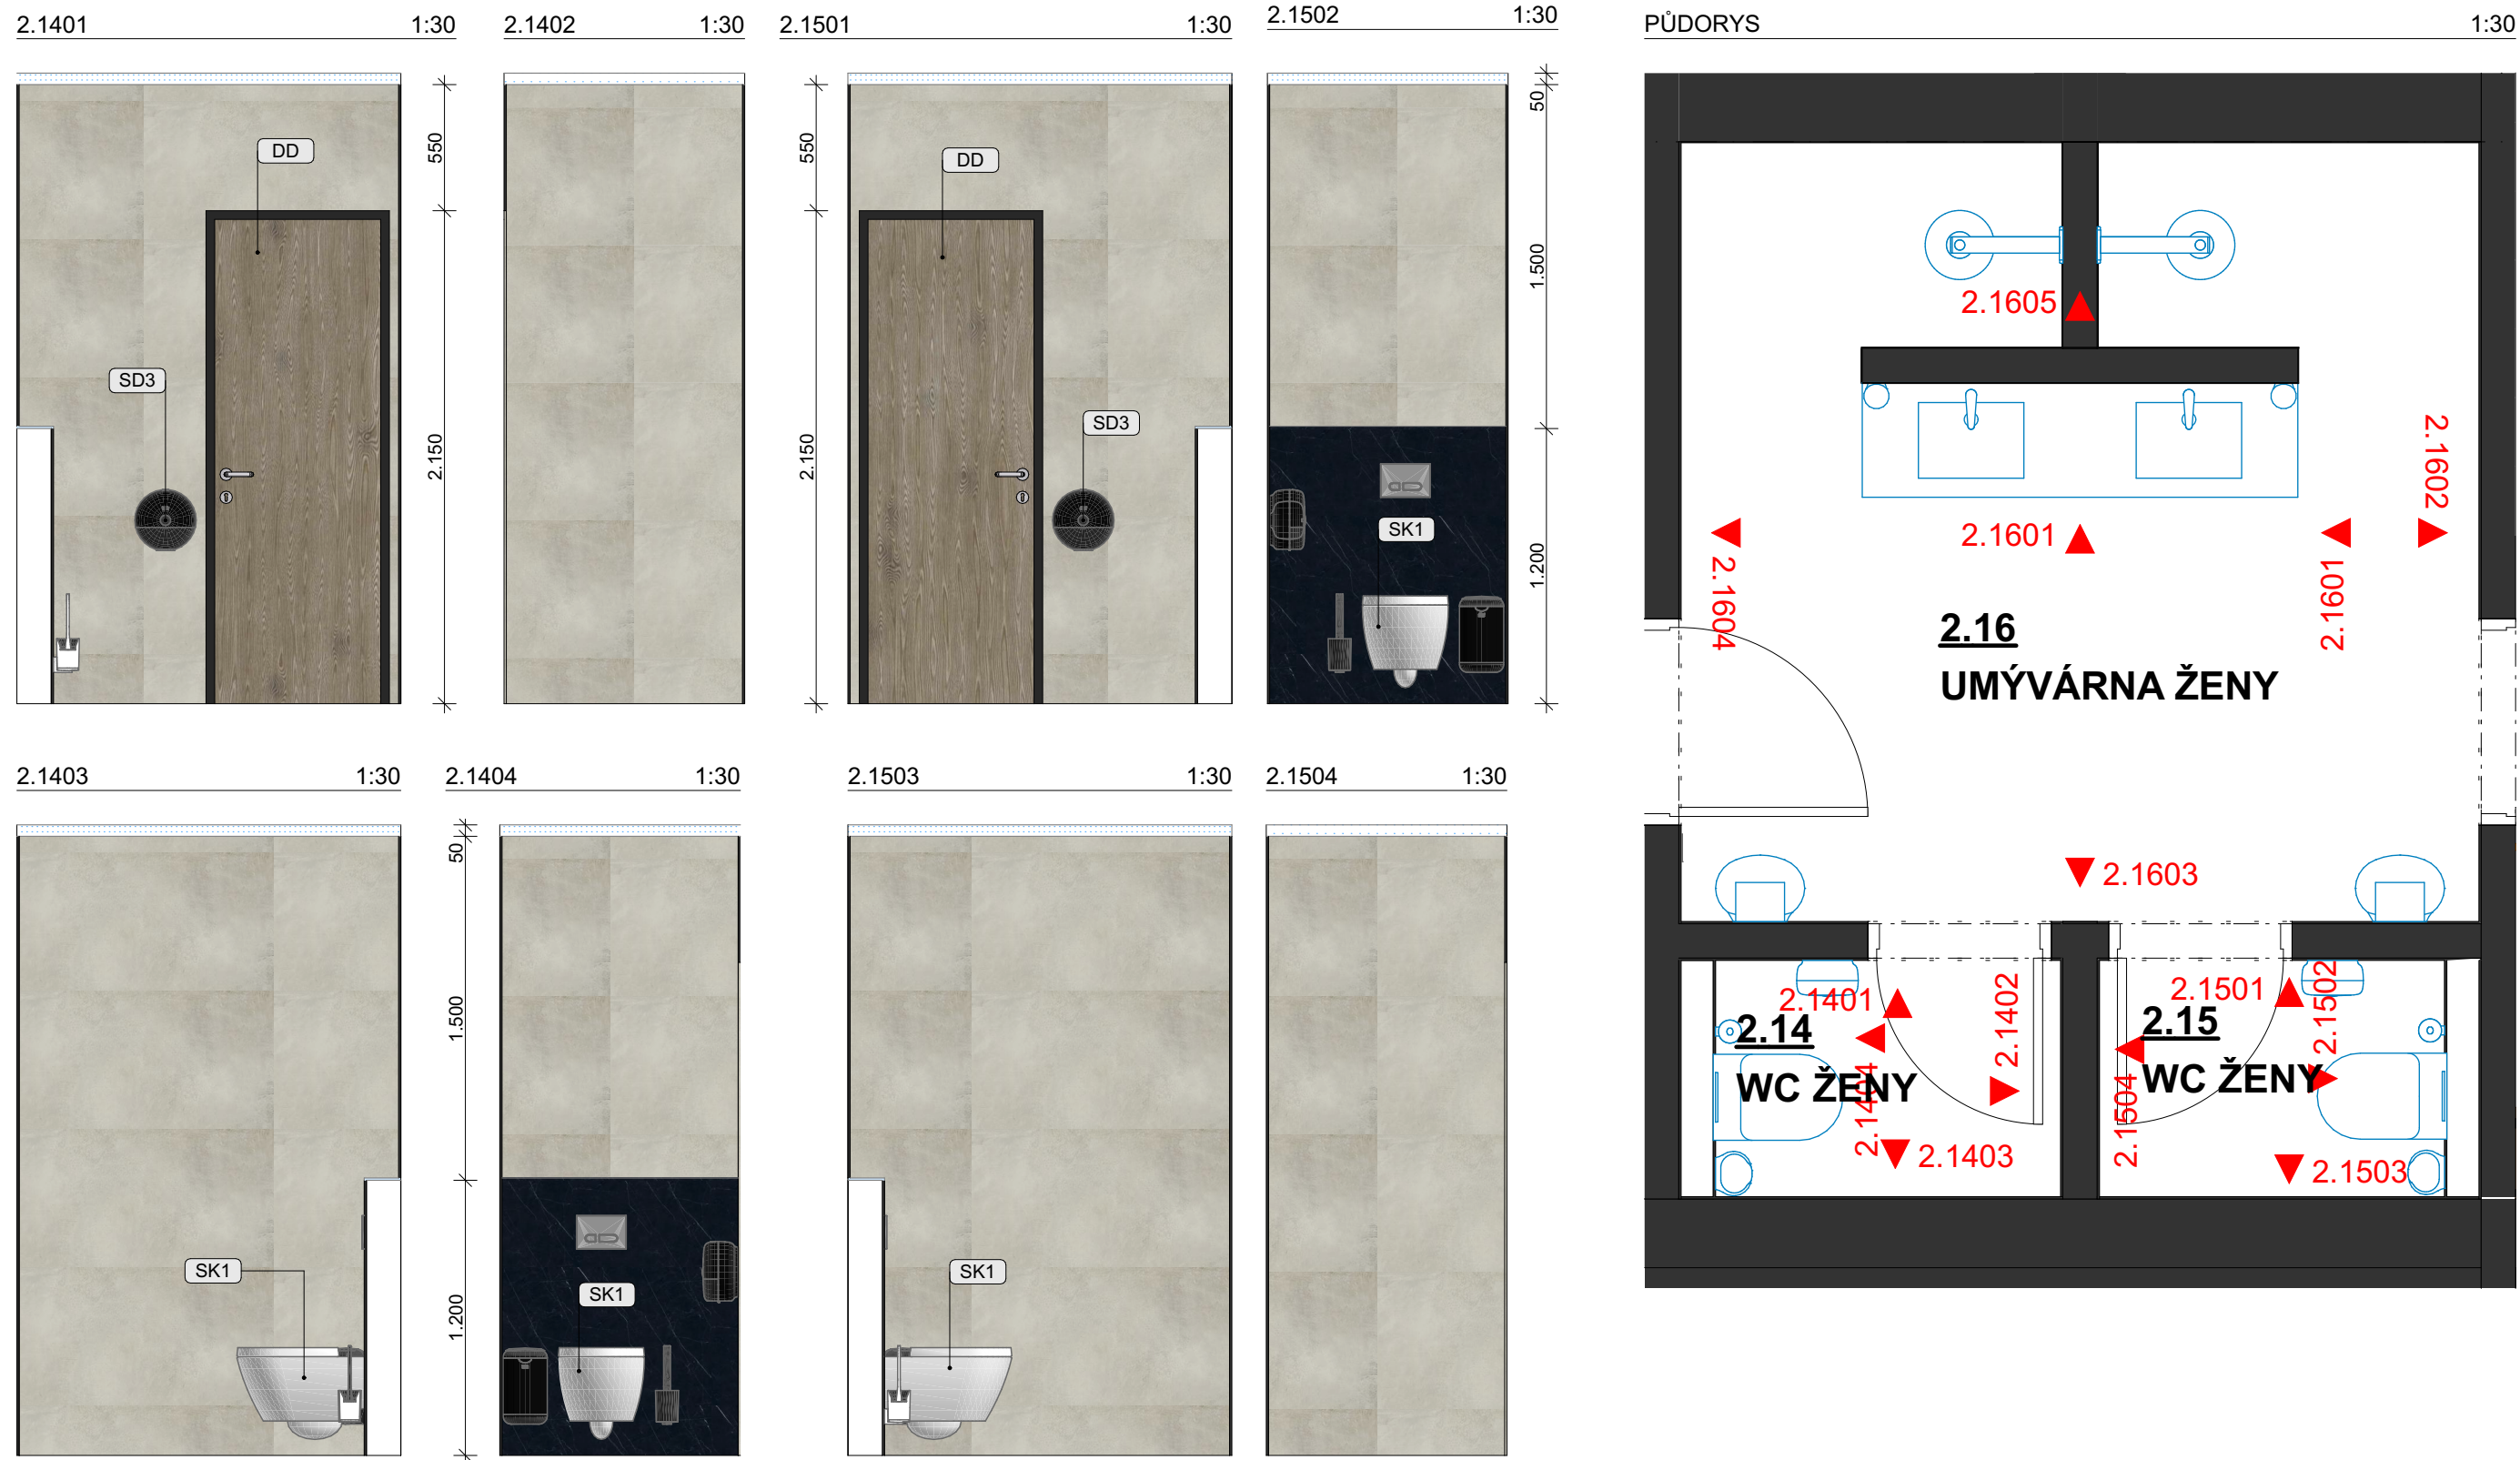 2.1401 1:30
2.1402 1:30
2.1501 1:30
2.1502 1:30
PŮDORYS 1:30
DD
SD3
550
2.150
550
2.150
DD
SD3
SK1
50
1.500
1.200
2.1403 1:30
2.1404 1:30
2.1503 1:30
2.1504 1:30
SK1
50
1.500
1.200
SK1
SK1
2.1605
2.1601
2.1602
2.1604
2.1601
2.16
UMÝVÁRNA ŽENY
2.1603
2.1401
2.1402
2.14
WC ŽENY
2.1404
2.1403
2.1501
2.1502
2.15
WC ŽENY
2.1504
2.1503